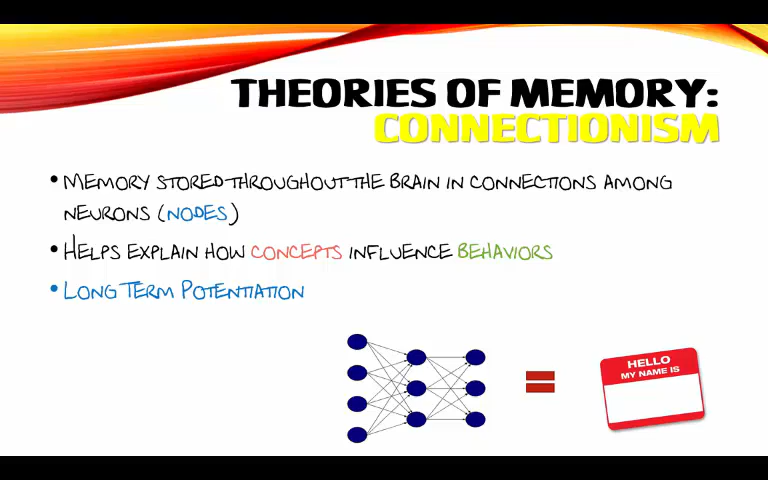 THEORIES OF MEMORY:
CONNECTIONISM
• MEMORY STORED THROUGHOUT THE BRAIN IN CONNECTIONS AMONG
NEURONS (NODES)
• HELPS EXPLAIN HOW CONCEPTS INFLUENCE BEHAVIORS
• LONG TERM POTENTIATION
HELLO
MY NAME IS